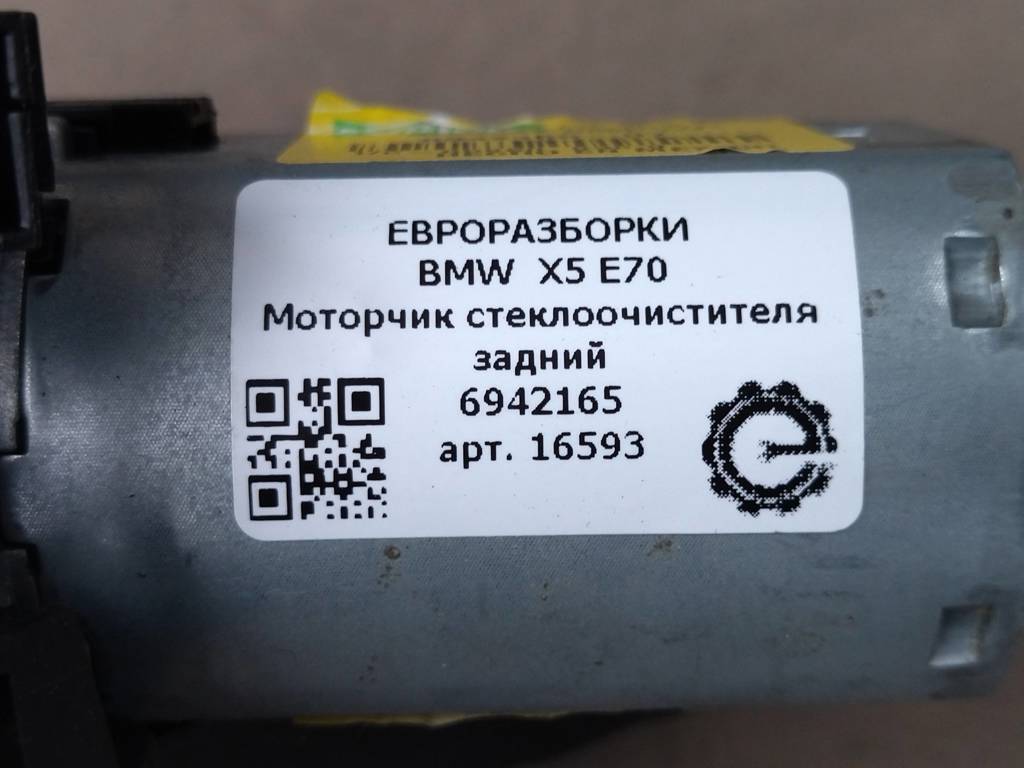 ЕВРОРАЗБОРКИ
BMW X5 E70
Моторчик стеклоочистителя
задний
6942165
арт. 16593